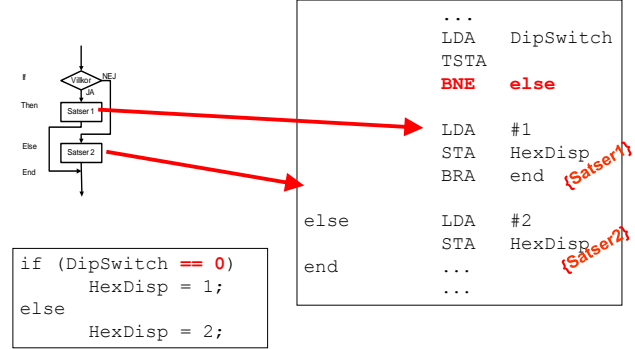 If
Villkor
NEJ
JA
Then
Satser 1
Else
Satser 2
End
if (DipSwitch == 0)
HexDisp = 1;
else
HexDisp = 2;
...
LDA DipSwitch
TSTA
BNE else
LDA #1
STA HexDisp
BRA end {Satser1}
else LDA #2
STA HexDisp {Satser2}
end ...
...